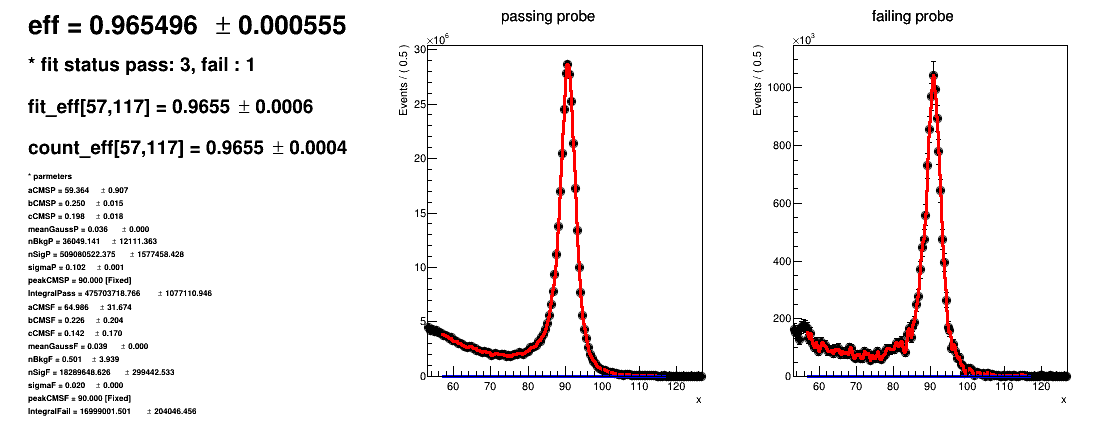 eff = 0.965496 ± 0.000555
* fit status pass: 3, fail : 1
fit_eff[57,117] = 0.9655 ± 0.0006
count_eff[57,117] = 0.9655 ± 0.0004
* parmeters
aCMSP = 59.364 ± 0.907
bCMSP = 0.250 ± 0.015
cCMSP = 0.198 ± 0.018
meanGaussP = 0.036 ± 0.000
nBkgP = 36049.141 ± 12111.363
nSigP = 509080522.375 ± 1577458.428
sigmaP = 0.102 ± 0.001
peakCMSP = 90.000 [Fixed]
IntegralPass = 475703718.766 ± 1077110.946
aCMSF = 64.986 ± 31.674
bCMSF = 0.226 ± 0.204
cCMSF = 0.142 ± 0.170
meanGaussF = 0.039 ± 0.000
nBkgF = 0.501 ± 3.939
nSigF = 18289648.626 ± 299442.533
sigmaF = 0.020 ± 0.000
peakCMSF = 90.000 [Fixed]
IntegralFail = 16999001.501 ± 204046.456
passing probe
×10⁶
Events / ( 0.5 )
30
25
20
15
10
5
0
60 70 80 90 100 110 120
x
failing probe
×10³
Events / ( 0.5 )
1000
800
600
400
200
0
60 70 80 90 100 110 120
x